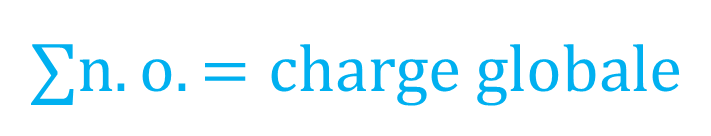 ∑n. o. = charge globale